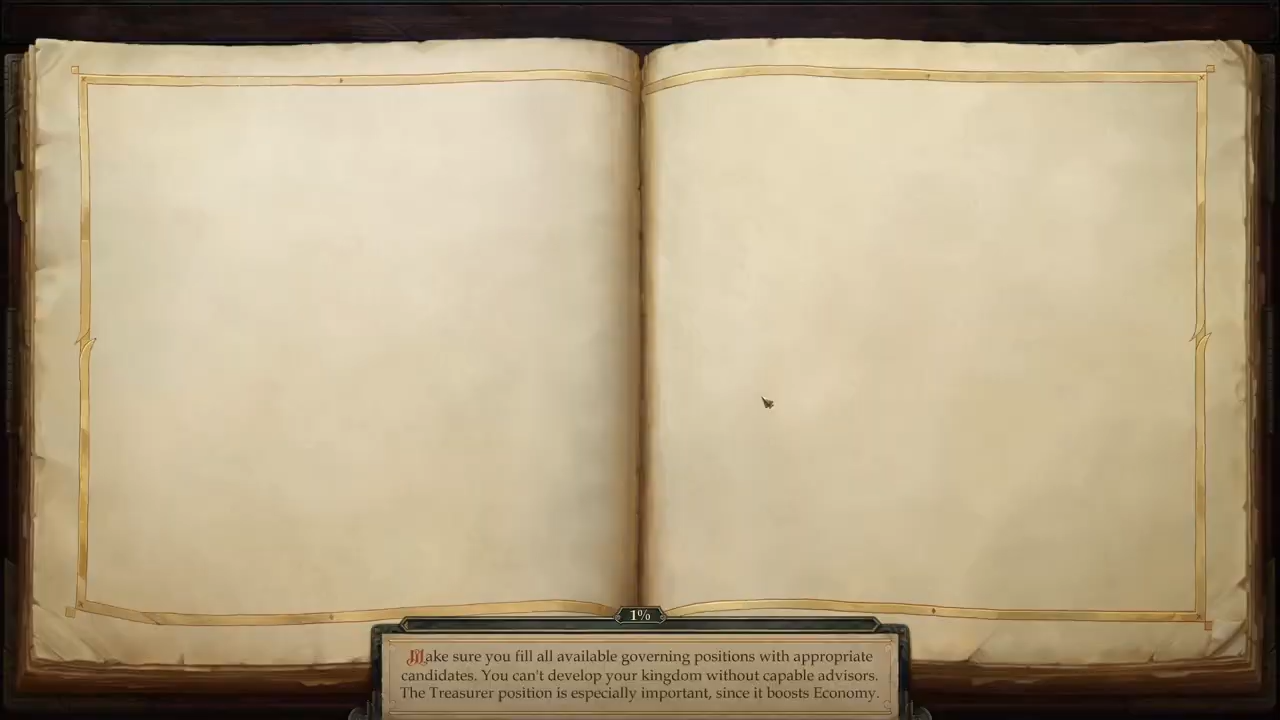 1%
Make sure you fill all available governing positions with appropriate
candidates. You can't develop your kingdom without capable advisors.
The Treasurer position is especially important, since it boosts Economy.